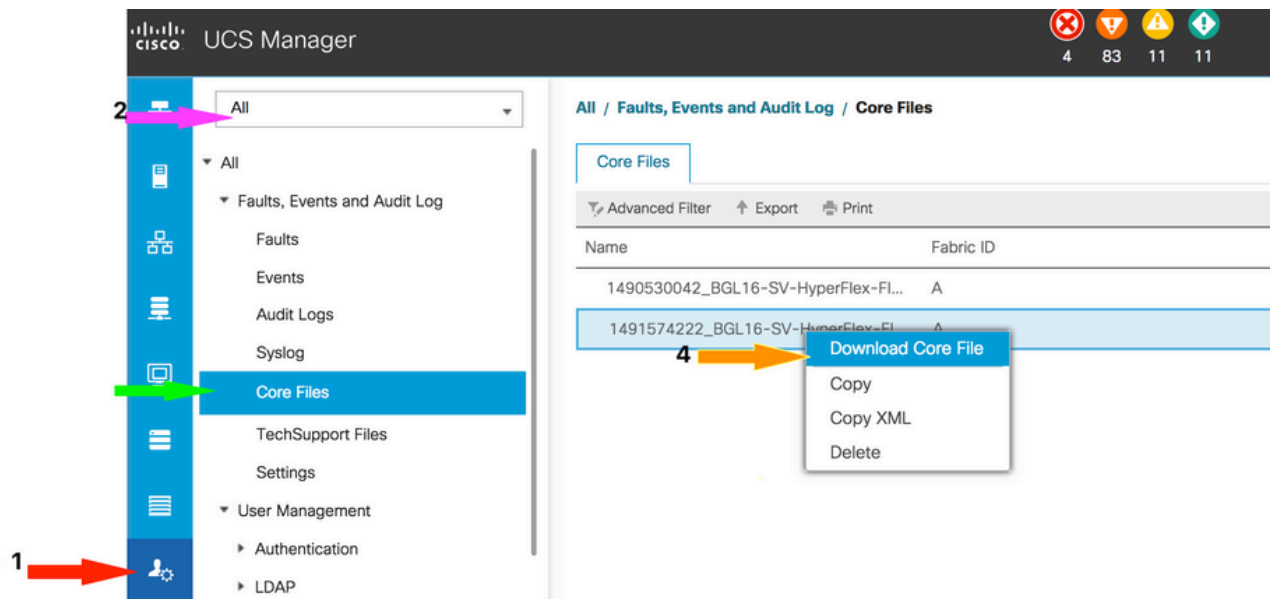 cisco UCS Manager
4 83 11 11
2
All
All / Faults, Events and Audit Log / Core Files
All
Core Files
Faults, Events and Audit Log
Advanced Filter Export Print
Faults
Name Fabric ID
Events
1490530042_BGL16-SV-HyperFlex-FI... A
Audit Logs
1491574222_BGL16-SV-HyperFlex-FI A
Syslog
4
Download Core File
Core Files
Copy
Copy XML
TechSupport Files
Delete
Settings
User Management
1
Authentication
LDAP